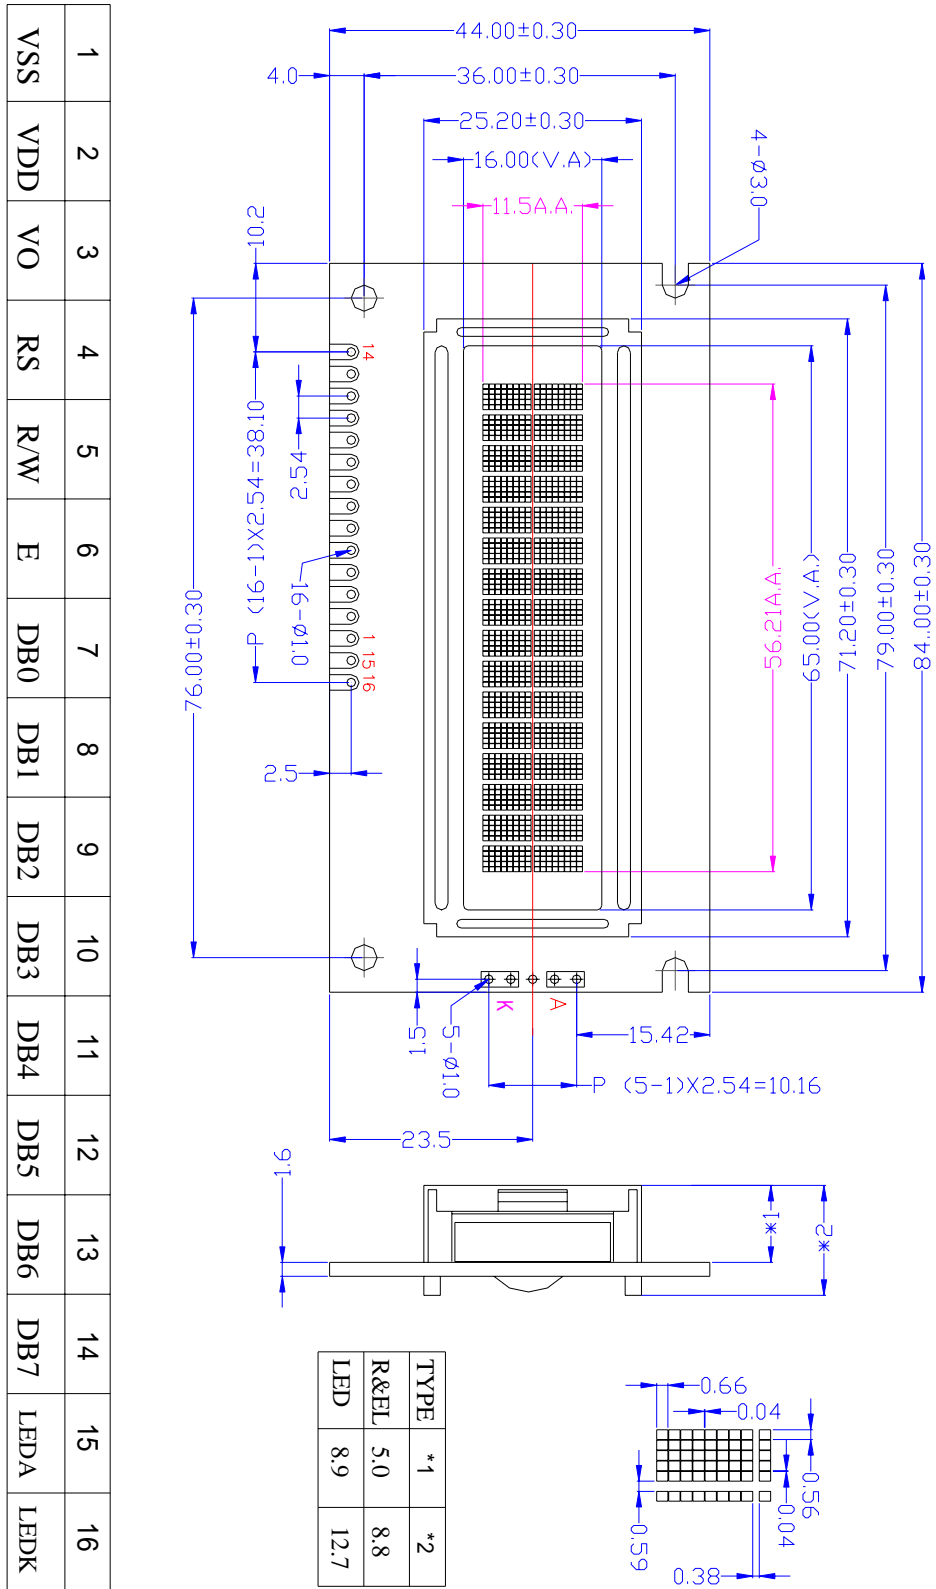 44.00±0.30
4.0
36.00±0.30
25.20±0.30
16.00(V.A)
11.5A.A.
4-ø3.0
10.2
14
2.54
P (16-1)X2.54=38.10
16-ø1.0
1 15 16
76.00±0.30
2.5
56.21A.A.
65.00(V.A.)
71.20±0.30
79.00±0.30
84.00±0.30
K
A
1.5
5-ø1.0
15.42
P (5-1)X2.54=10.16
23.5
1.6
*1
*2
TYPE *1 *2
R&EL 5.0 8.8
LED 8.9 12.7
0.66
0.04
0.56
0.04
0.59
0.38
1 2 3 4 5 6 7 8 9 10 11 12 13 14 15 16
VSS VDD VO RS R/W E DB0 DB1 DB2 DB3 DB4 DB5 DB6 DB7 LEDA LEDK